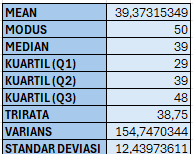 MEAN 39,37315349
MODUS 50
MEDIAN 39
KUARTIL (Q1) 29
KUARTIL (Q2) 39
KUARTIL (Q3) 48
TRIRATA 38,75
VARIANS 154,7470344
STANDAR DEVIASI 12,43973611